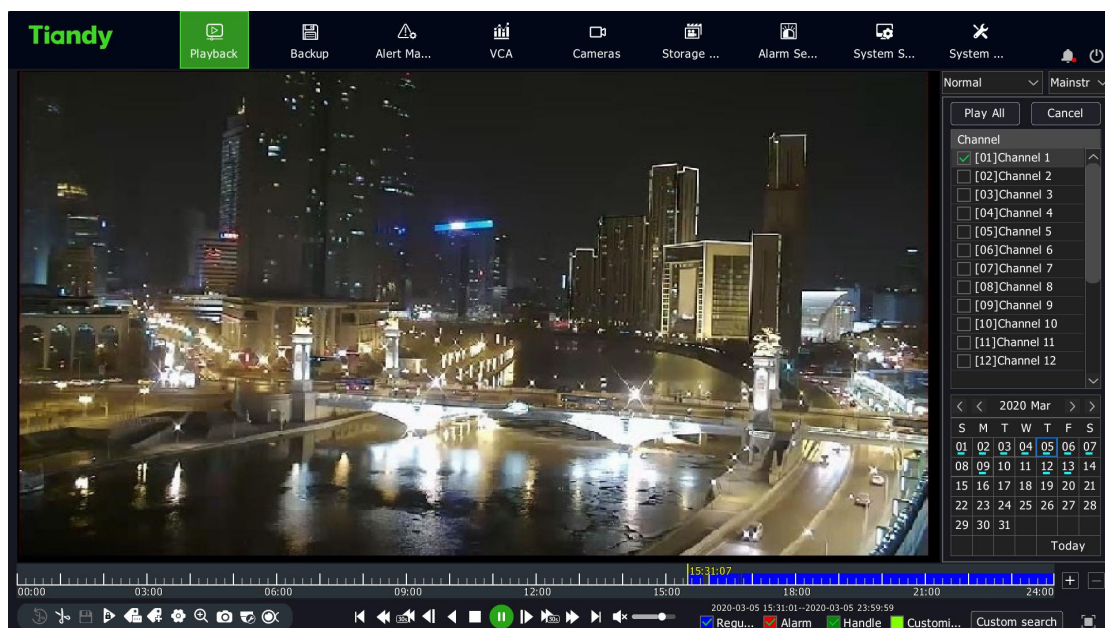 Tiandy
Playback
Backup
Alert Ma...
VCA
Cameras
Storage ...
Alarm Se...
System S...
System ...
Normal
Mainstr
Play All
Cancel
Channel
[01]Channel 1
[02]Channel 2
[03]Channel 3
[04]Channel 4
[05]Channel 5
[06]Channel 6
[07]Channel 7
[08]Channel 8
[09]Channel 9
[10]Channel 10
[11]Channel 11
[12]Channel 12
2020 Mar
S M T W T F S
01 02 03 04 05 06 07
08 09 10 11 12 13 14
15 16 17 18 19 20 21
22 23 24 25 26 27 28
29 30 31
Today
15:31:07
00:00 03:00 06:00 09:00 12:00 15:00 18:00 21:00 24:00
30s 30s
2020-03-05 15:31:01--2020-03-05 23:59:59
Regu... Alarm Handle Customi... Custom search